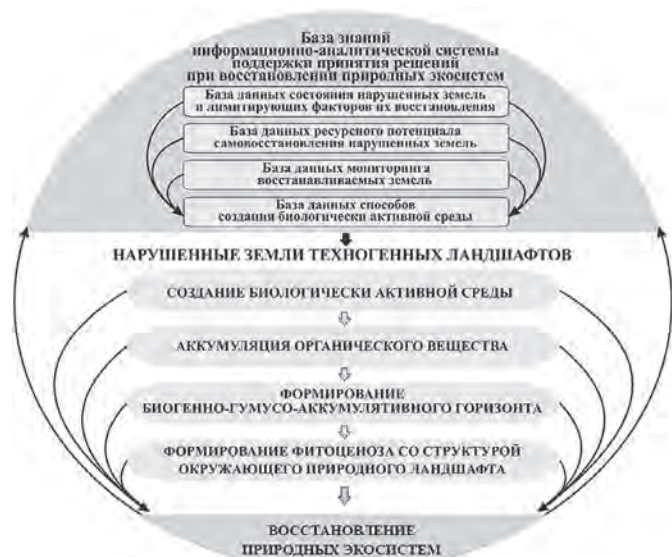 База знаний
информационно-аналитической системы
поддержки принятия решений
при восстановлении природных экосистем
База данных состояния нарушенных земель
и лимитирующих факторов их восстановления
База данных ресурсного потенциала
самовосстановления нарушенных земель
База данных мониторинга
восстанавливаемых земель
База данных способов
создания биологически активной среды
НАРУШЕННЫЕ ЗЕМЛИ ТЕХНОГЕННЫХ ЛАНДШАФТОВ
СОЗДАНИЕ БИОЛОГИЧЕСКИ АКТИВНОЙ СРЕДЫ
АККУМУЛЯЦИЯ ОРГАНИЧЕСКОГО ВЕЩЕСТВА
ФОРМИРОВАНИЕ
БИОГЕННО-ГУМУСО-АККУМУЛЯТИВНОГО ГОРИЗОНТА
ФОРМИРОВАНИЕ ФИТОЦЕНОЗА СО СТРУКТУРОЙ
ОКРУЖАЮЩЕГО ПРИРОДНОГО ЛАНДШАФТА
ВОССТАНОВЛЕНИЕ
ПРИРОДНЫХ ЭКОСИСТЕМ